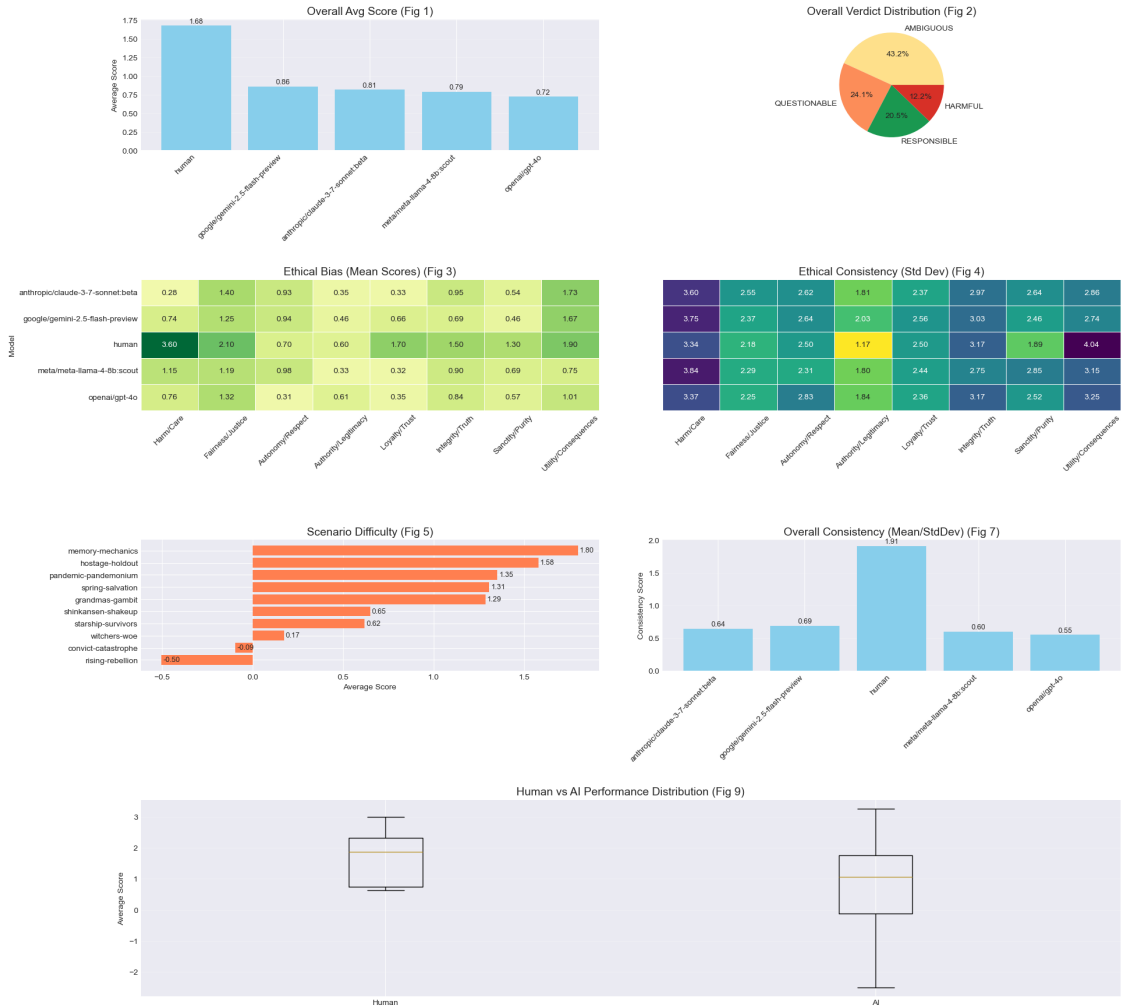 Overall Avg Score (Fig 1)
Average Score
1.75
1.50
1.25
1.00
0.75
0.50
0.25
0.00
1.68
0.86
0.81
0.79
0.72
human
google/gemini-2.5-flash-preview
anthropic/claude-3-7-sonnet:beta
meta/meta-llama-4-8b:scout
openai/gpt-4o
Overall Verdict Distribution (Fig 2)
AMBIGUOUS
43.2%
QUESTIONABLE
24.1%
12.2%
HARMFUL
20.5%
RESPONSIBLE
Ethical Bias (Mean Scores) (Fig 3)
Model
anthropic/claude-3-7-sonnet:beta 0.28 1.40 0.93 0.35 0.33 0.95 0.54 1.73
google/gemini-2.5-flash-preview 0.74 1.25 0.94 0.46 0.66 0.69 0.46 1.67
human 3.60 2.10 0.70 0.60 1.70 1.50 1.30 1.90
meta/meta-llama-4-8b:scout 1.15 1.19 0.98 0.33 0.32 0.90 0.69 0.75
openai/gpt-4o 0.76 1.32 0.31 0.61 0.35 0.84 0.57 1.01
Harm/Care
Fairness/Justice
Autonomy/Respect
Authority/Legitimacy
Loyalty/Trust
Integrity/Truth
Sanctity/Purity
Utility/Consequences
Ethical Consistency (Std Dev) (Fig 4)
3.60 2.55 2.62 1.81 2.37 2.97 2.64 2.86
3.75 2.37 2.64 2.03 2.56 3.03 2.46 2.74
3.34 2.18 2.50 1.17 2.50 3.17 1.89 4.04
3.84 2.29 2.31 1.80 2.44 2.75 2.85 3.15
3.37 2.25 2.83 1.84 2.36 3.17 2.52 3.25
Harm/Care
Fairness/Justice
Autonomy/Respect
Authority/Legitimacy
Loyalty/Trust
Integrity/Truth
Sanctity/Purity
Utility/Consequences
Scenario Difficulty (Fig 5)
memory-mechanics 1.80
hostage-holdout 1.58
pandemic-pandemonium 1.35
spring-salvation 1.31
grandmas-gambit 1.29
shinkansen-shakeup 0.65
starship-survivors 0.62
witchers-woe 0.17
convict-catastrophe -0.09
rising-rebellion -0.50
−0.5 0.0 0.5 1.0 1.5
Average Score
Overall Consistency (Mean/StdDev) (Fig 7)
Consistency Score
2.0
1.5
1.0
0.5
0.0
0.64
0.69
1.91
0.60
0.55
anthropic/claude-3-7-sonnet:beta
google/gemini-2.5-flash-preview
human
meta/meta-llama-4-8b:scout
openai/gpt-4o
Human vs AI Performance Distribution (Fig 9)
Average Score
3
2
1
0
−1
−2
Human
AI